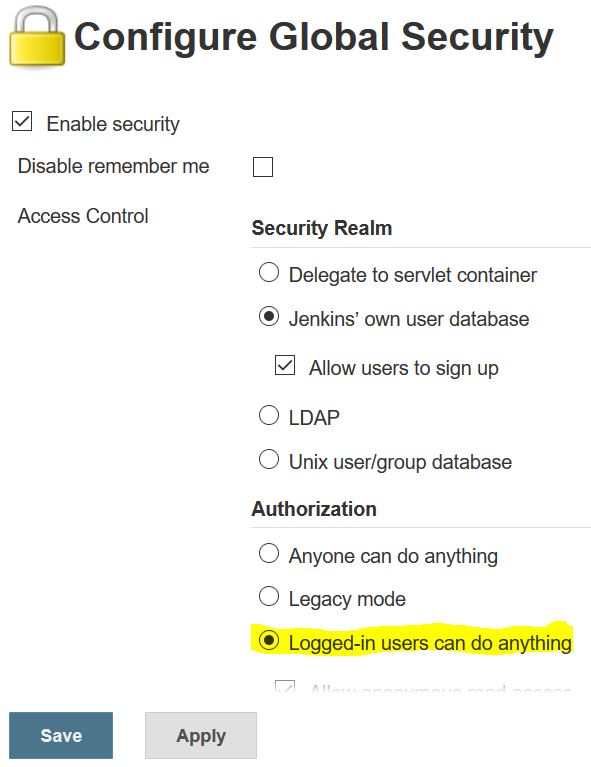 Configure Global Security
Enable security
Disable remember me
Access Control
Security Realm
Delegate to servlet container
Jenkins’ own user database
Allow users to sign up
LDAP
Unix user/group database
Authorization
Anyone can do anything
Legacy mode
Logged-in users can do anything
Allow anonymous read access
Save Apply